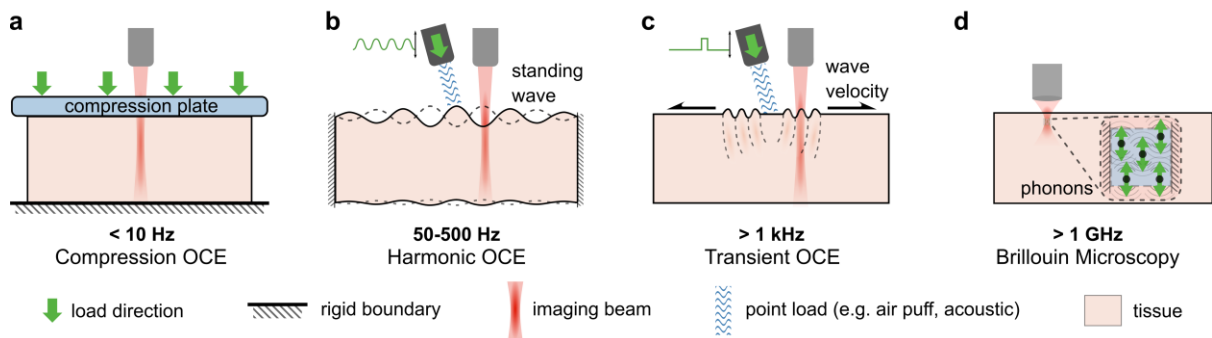 a
b
c
d
compression plate
standing
wave
wave
velocity
phonons
< 10 Hz
Compression OCE
50-500 Hz
Harmonic OCE
> 1 kHz
Transient OCE
> 1 GHz
Brillouin Microscopy
load direction
rigid boundary
imaging beam
point load (e.g. air puff, acoustic)
tissue